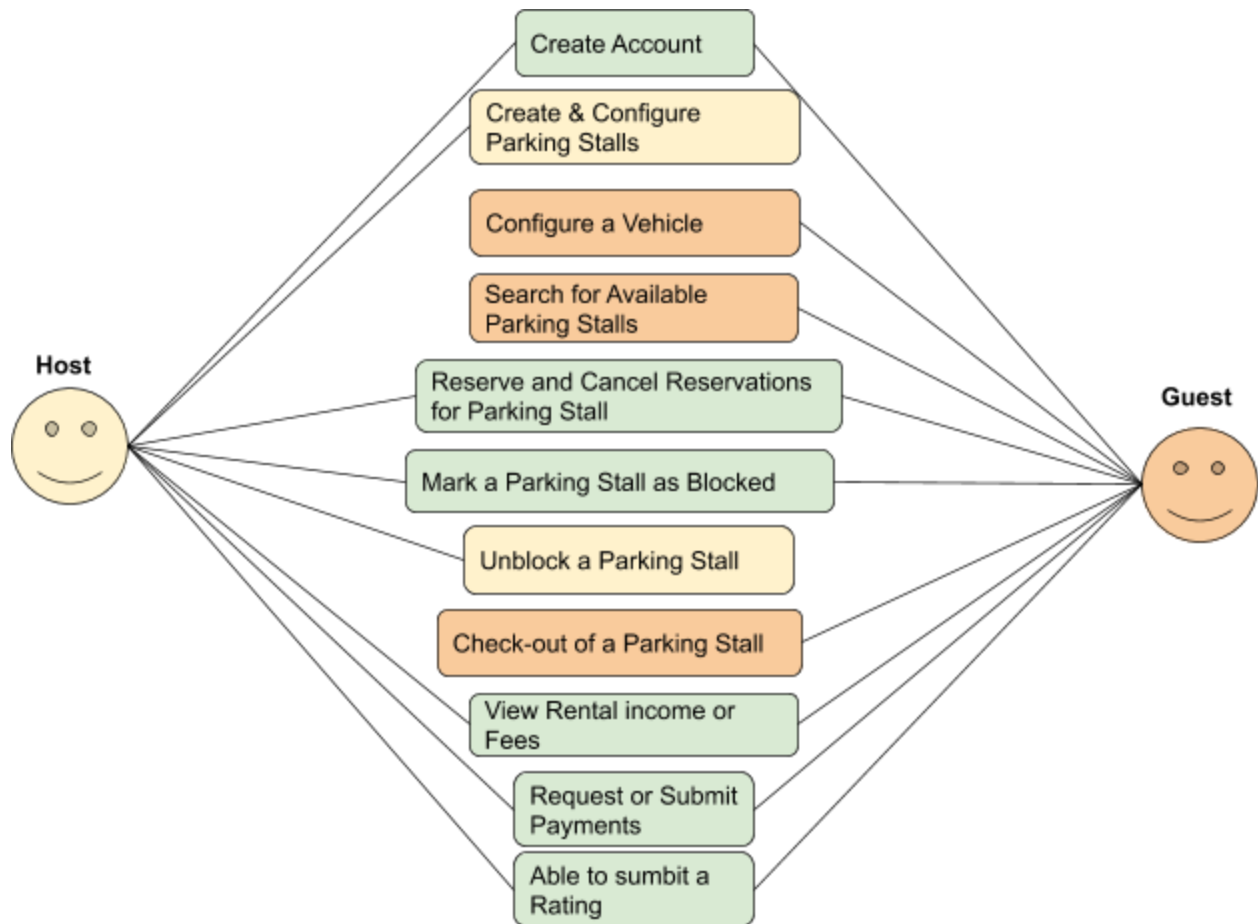 Create Account
Create & Configure
Parking Stalls
Configure a Vehicle
Search for Available
Parking Stalls
Host
Reserve and Cancel Reservations
for Parking Stall
Guest
Mark a Parking Stall as Blocked
Unblock a Parking Stall
Check-out of a Parking Stall
View Rental income or
Fees
Request or Submit
Payments
Able to sumbit a
Rating